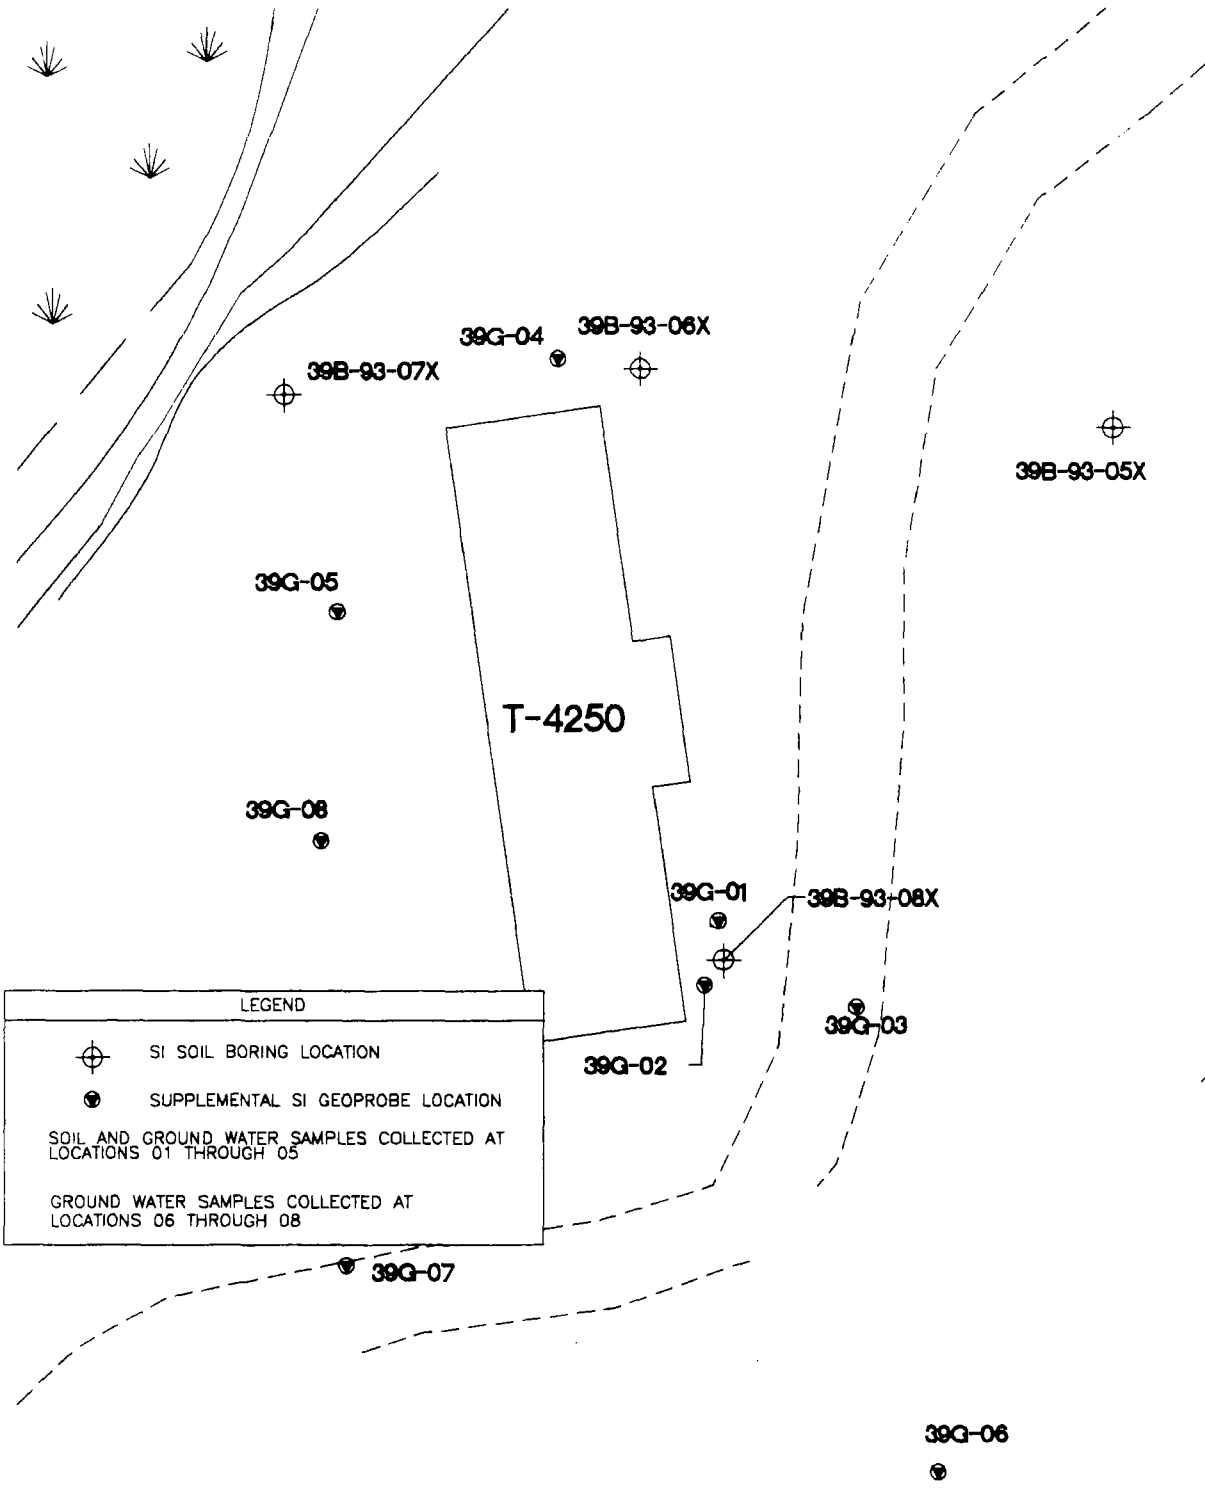 39G-04
39B-93-06X
39B-93-07X
39B-93-05X
39G-05
T-4250
39G-08
39G-01
39B-93-08X
39G-03
39G-02
LEGEND
SI SOIL BORING LOCATION
SUPPLEMENTAL SI GEOPROBE LOCATION
SOIL AND GROUND WATER SAMPLES COLLECTED AT
LOCATIONS 01 THROUGH 05
GROUND WATER SAMPLES COLLECTED AT
LOCATIONS 06 THROUGH 08
39G-07
39G-06